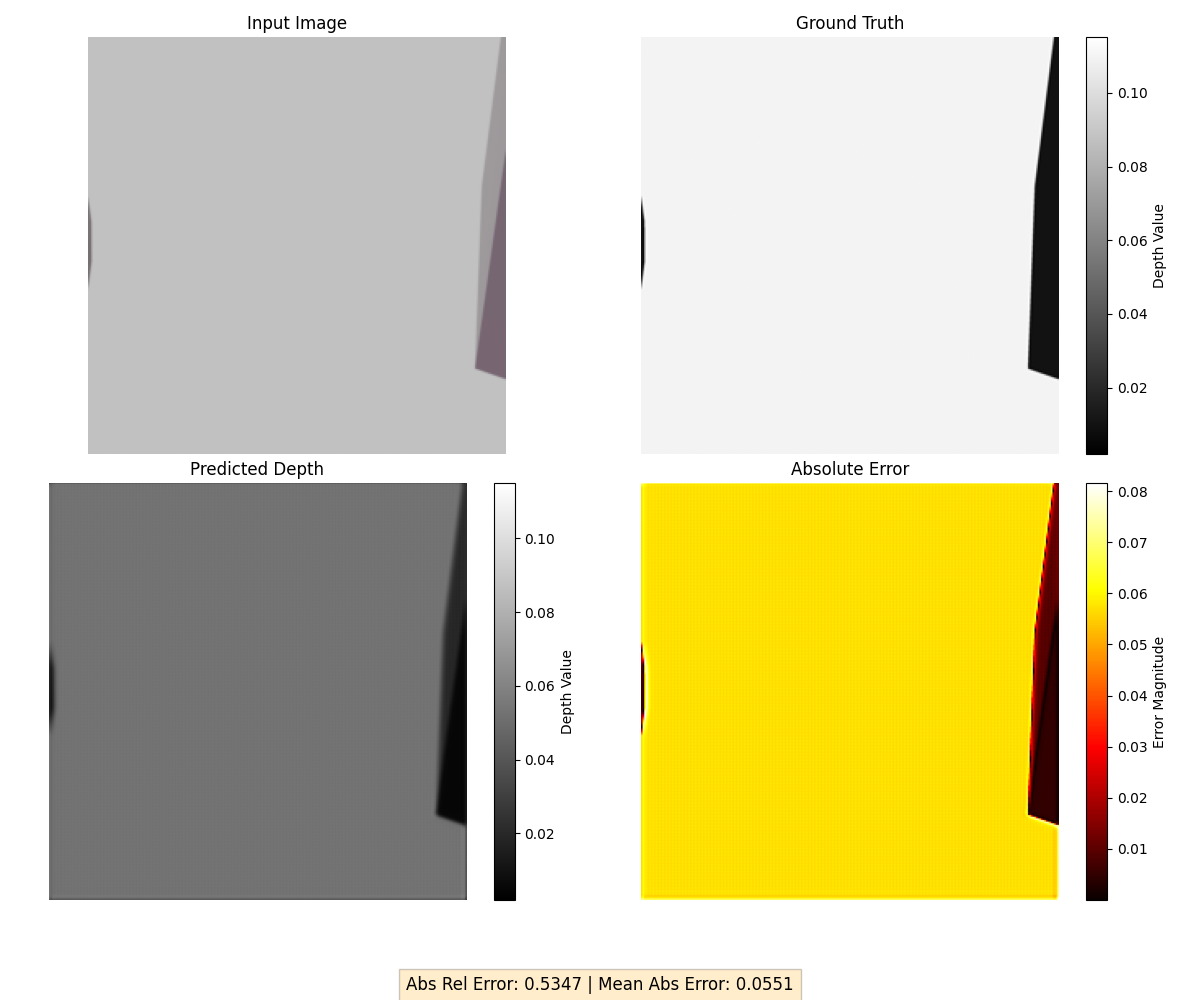 Input Image
Ground Truth
0.10
0.08
0.06
0.04
0.02
Depth Value
Predicted Depth
0.10
0.08
0.06
0.04
0.02
Depth Value
Absolute Error
0.08
0.07
0.06
0.05
0.04
0.03
0.02
0.01
Error Magnitude
Abs Rel Error: 0.5347 | Mean Abs Error: 0.0551